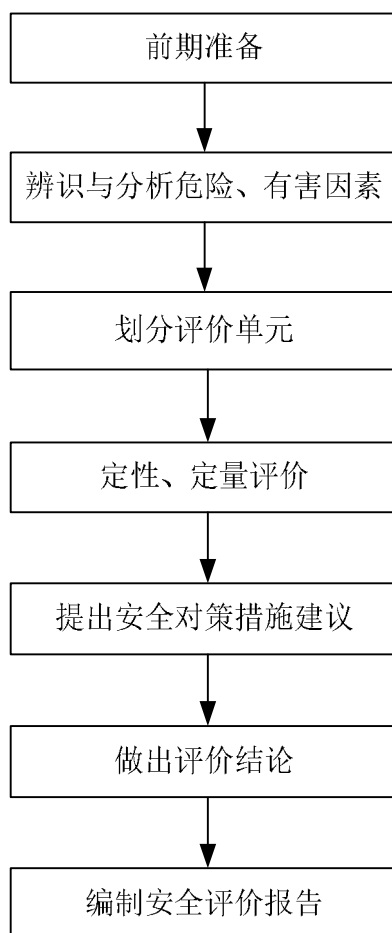 前期准备
辨识与分析危险、有害因素
划分评价单元
定性、定量评价
提出安全对策措施建议
做出评价结论
编制安全评价报告